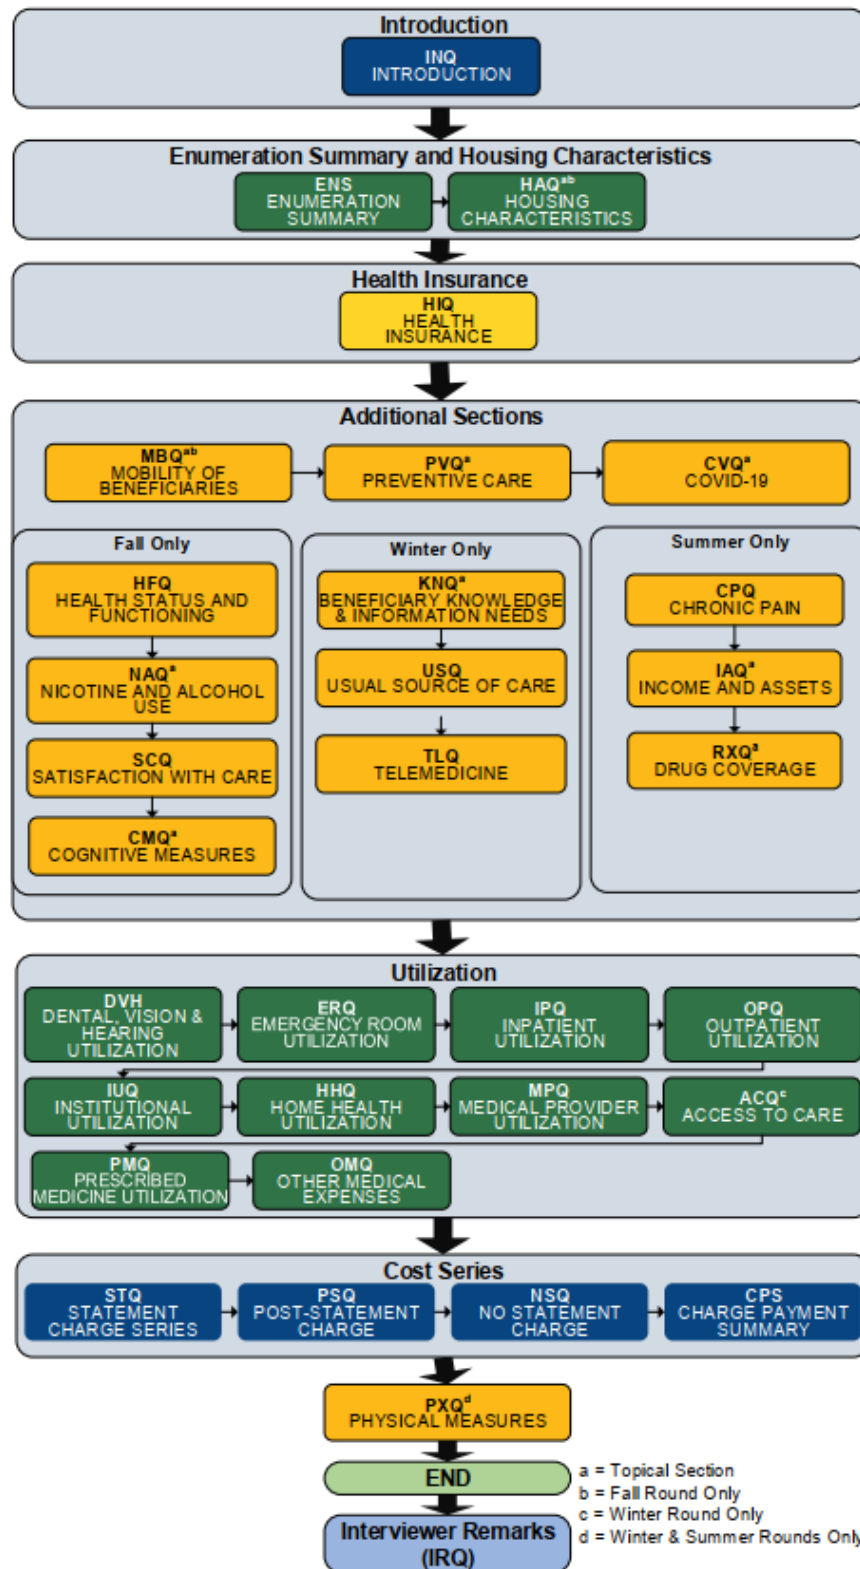 Introduction
INQ
INTRODUCTION
Enumeration Summary and Housing Characteristics
ENS
ENUMERATION
SUMMARY
HAQᵃᵇ
HOUSING
CHARACTERISTICS
Health Insurance
HIQ
HEALTH
INSURANCE
Additional Sections
MBQᵃᵇ
MOBILITY OF
BENEFICIARIES
PVQᵃ
PREVENTIVE CARE
CVQᵃ
COVID-19
Fall Only
HFQ
HEALTH STATUS AND
FUNCTIONING
NAQᵃ
NICOTINE AND ALCOHOL
USE
SCQ
SATISFACTION WITH CARE
CMQᵃ
COGNITIVE MEASURES
Winter Only
KNQᵃ
BENEFICIARY KNOWLEDGE
& INFORMATION NEEDS
USQ
USUAL SOURCE OF CARE
TLQ
TELEMEDICINE
Summer Only
CPQ
CHRONIC PAIN
IAQᵃ
INCOME AND ASSETS
RXQᵃ
DRUG COVERAGE
Utilization
DVH
DENTAL, VISION &
HEARING
UTILIZATION
ERQ
EMERGENCY ROOM
UTILIZATION
IPQ
INPATIENT
UTILIZATION
OPQ
OUTPATIENT
UTILIZATION
IUQ
INSTITUTIONAL
UTILIZATION
HHQ
HOME HEALTH
UTILIZATION
MPQ
MEDICAL PROVIDER
UTILIZATION
ACQᶜ
ACCESS TO CARE
PMQ
PRESCRIBED
MEDICINE UTILIZATION
OMQ
OTHER MEDICAL
EXPENSES
Cost Series
STQ
STATEMENT
CHARGE SERIES
PSQ
POST-STATEMENT
CHARGE
NSQ
NO STATEMENT
CHARGE
CPS
CHARGE PAYMENT
SUMMARY
PXQᵈ
PHYSICAL MEASURES
END
Interviewer Remarks
(IRQ)
a = Topical Section
b = Fall Round Only
c = Winter Round Only
d = Winter & Summer Rounds Only